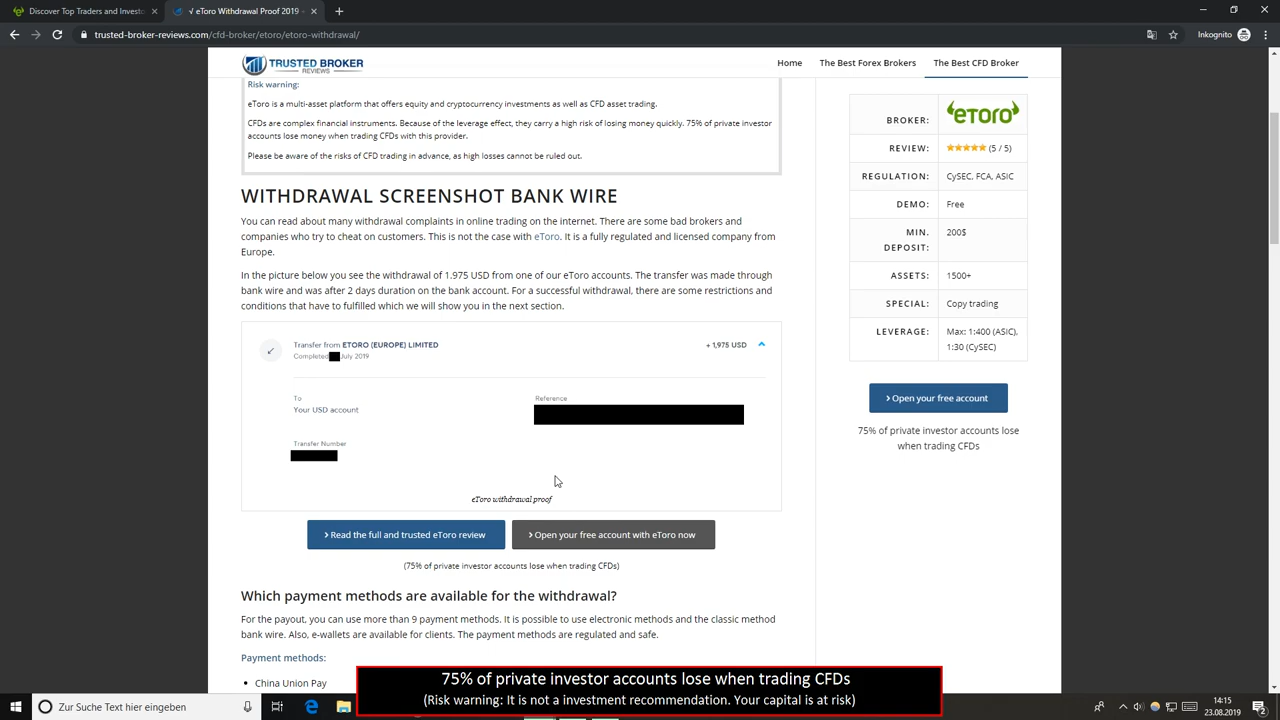 Discover Top Traders and Investo
√ eToro Withdrawal Yoof 2019 -
trusted-broker-reviews.com/cfd-broker/etoro/etoro-withdrawal/
Inkognito
TRUSTED BROKER
REVIEWS
Home
The Best Forex Brokers
The Best CFD Broker
Risk warning:
eToro is a multi-asset platform that offers equity and cryptocurrency investments as well as CFD asset trading.
CFDs are complex financial instruments. Because of the leverage effect, they carry a high risk of losing money quickly. 75% of private investor
accounts lose money when trading CFDs with this provider.
Please be aware of the risks of CFD trading in advance, as high losses cannot be ruled out.
WITHDRAWAL SCREENSHOT BANK WIRE
You can read about many withdrawal complaints in online trading on the internet. There are some bad brokers and
companies who try to cheat on customers. This is not the case with eToro. It is a fully regulated and licensed company from
Europe.
In the picture below you see the withdrawal of 1.975 USD from one of our eToro accounts. The transfer was made through
bank wire and was after 2 days duration on the bank account. For a successful withdrawal, there are some restrictions and
conditions that have to fulfilled which we will show you in the next section.
Transfer from ETORO (EUROPE) LIMITED
+ 1,975 USD
Completed July 2019
To
Reference
Your USD account
Transfer Number
eToro withdrawal proof
Read the full and trusted eToro review
Open your free account with eToro now
(75% of private investor accounts lose when trading CFDs)
Which payment methods are available for the withdrawal?
For the payout, you can use more than 9 payment methods. It is possible to use electronic methods and the classic method
bank wire. Also, e-wallets are available for clients. The payment methods are regulated and safe.
Payment methods:
China Union Pay
BROKER:
eToro
REVIEW:
(5 / 5)
REGULATION:
CySEC, FCA, ASIC
DEMO:
Free
MIN.
DEPOSIT:
200$
ASSETS:
1500+
SPECIAL:
Copy trading
LEVERAGE:
Max: 1:400 (ASIC),
1:30 (CySEC)
Open your free account
75% of private investor accounts lose
when trading CFDs
75% of private investor accounts lose when trading CFDs
(Risk warning: It is not a investment recommendation. Your capital is at risk)
Zur Suche Text hier eingeben
14:15
23.08.2019